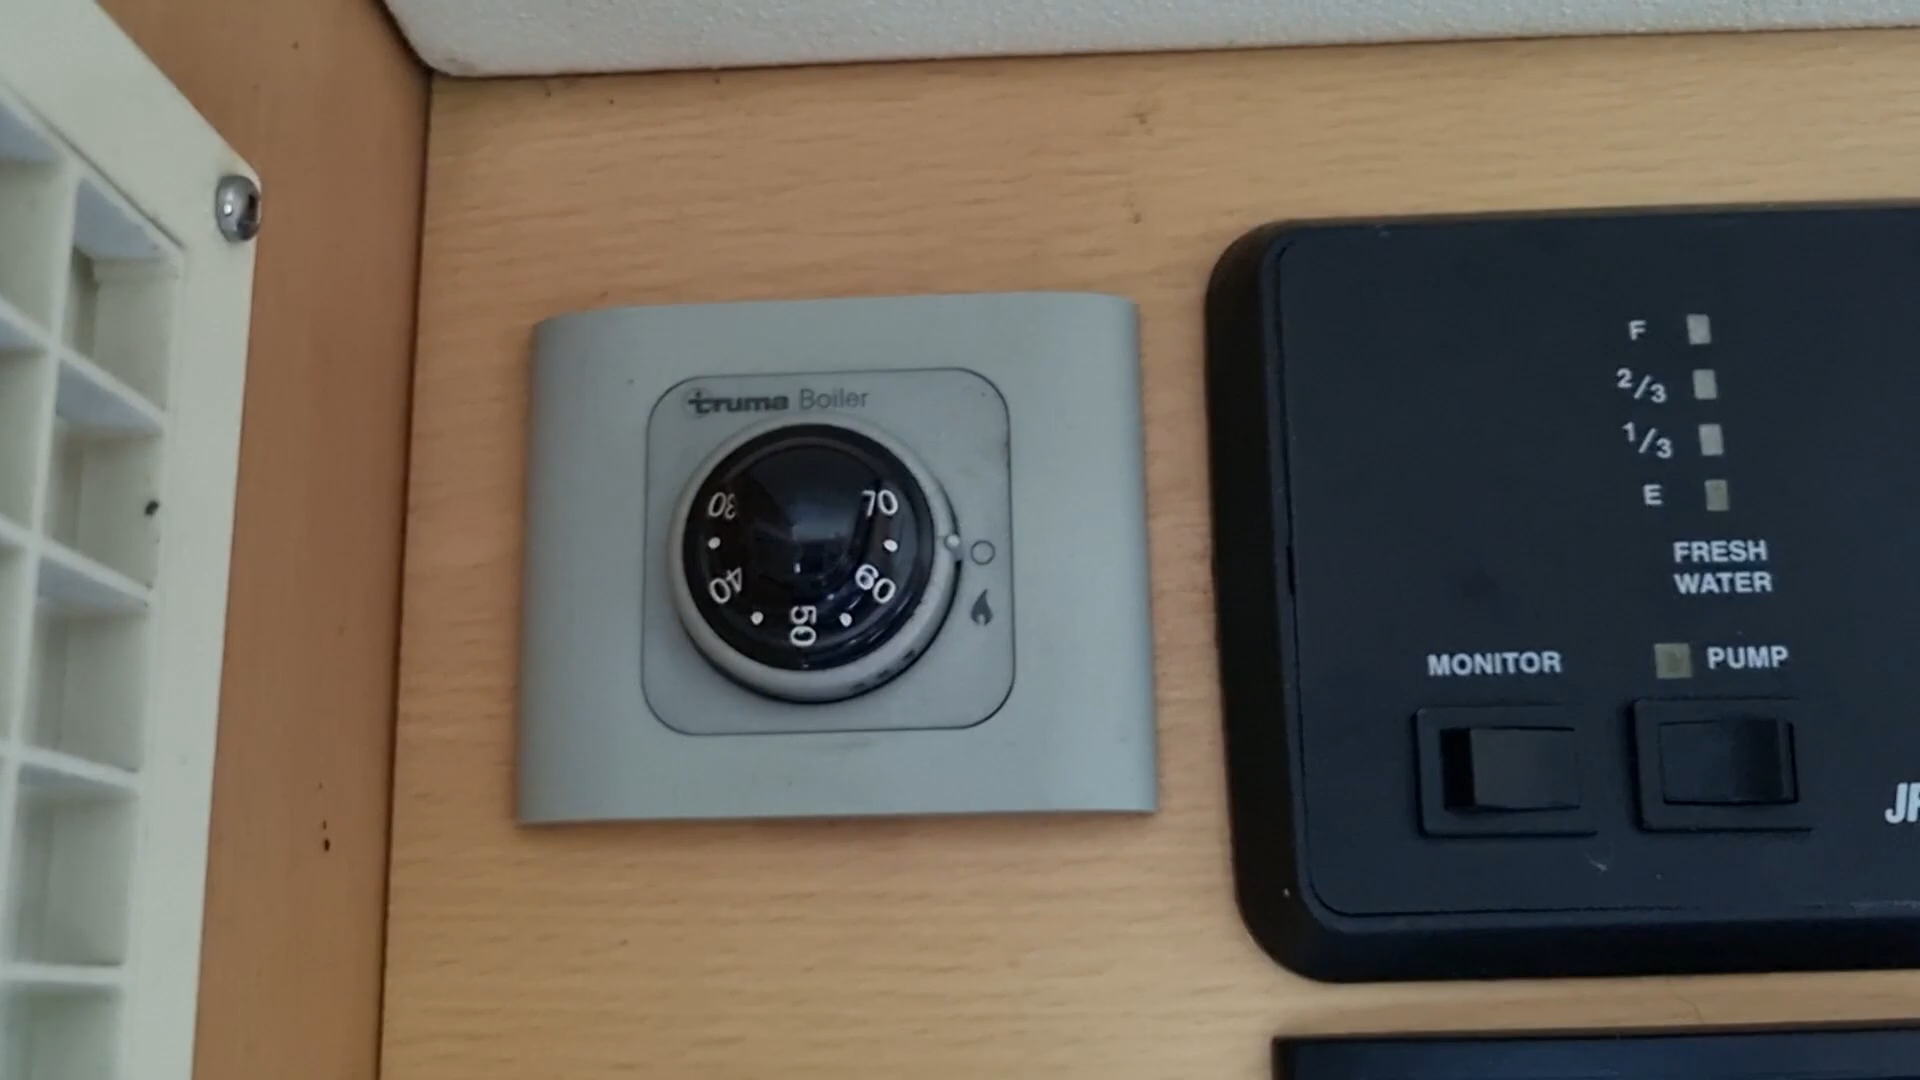 truma Boiler
30
70
40
60
50
F
2/3
1/3
E
FRESH
WATER
MONITOR
PUMP